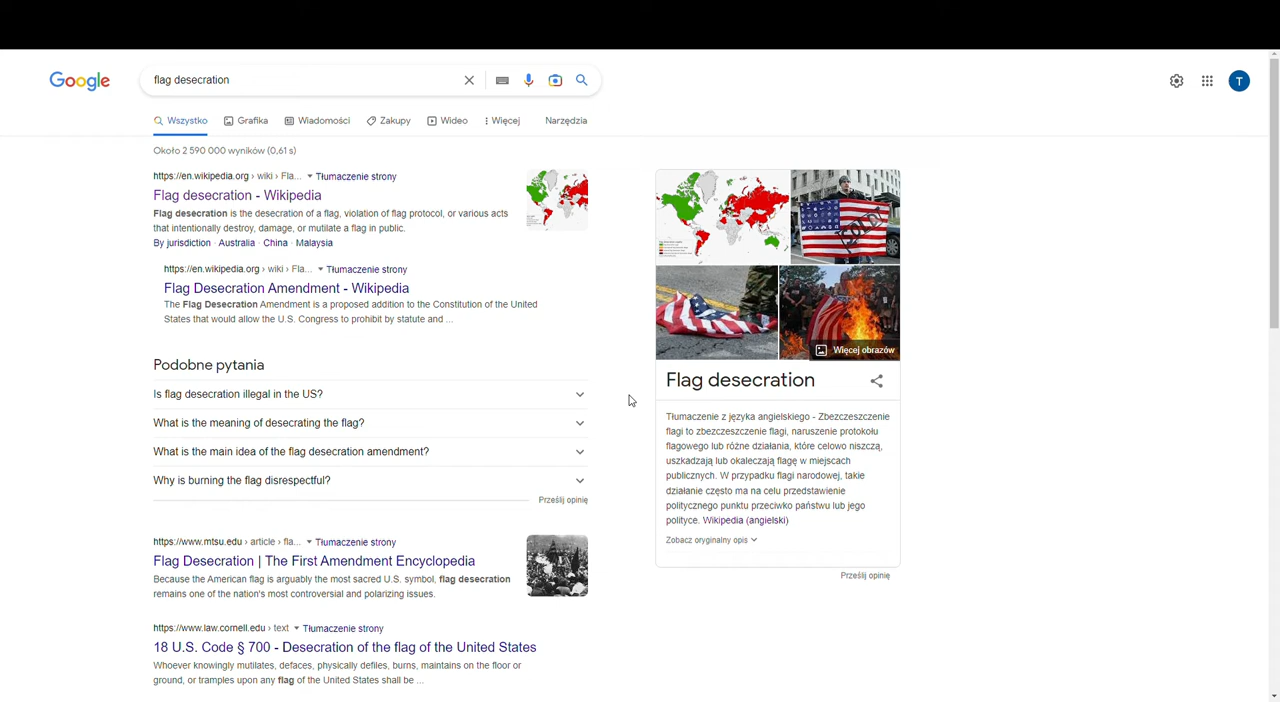 Google
flag desecration
Wszystko Grafika Wiadomości Zakupy Wideo Więcej Narzędzia
T
Około 2 590 000 wyników (0,61 s)
https://en.wikipedia.org › wiki › Fla... Tłumaczenie strony
Flag desecration - Wikipedia
Flag desecration is the desecration of a flag, violation of flag protocol, or various acts
that intentionally destroy, damage, or mutilate a flag in public.
By jurisdiction · Australia · China · Malaysia
https://en.wikipedia.org › wiki › Fla... Tłumaczenie strony
Flag Desecration Amendment - Wikipedia
The Flag Desecration Amendment is a proposed addition to the Constitution of the United
States that would allow the U.S. Congress to prohibit by statute and ...
Podobne pytania
Is flag desecration illegal in the US?
What is the meaning of desecrating the flag?
What is the main idea of the flag desecration amendment?
Why is burning the flag disrespectful?
Prześlij opinię
https://www.mtsu.edu › article › fla... Tłumaczenie strony
Flag Desecration | The First Amendment Encyclopedia
Because the American flag is arguably the most sacred U.S. symbol, flag desecration
remains one of the nation's most controversial and polarizing issues.
https://www.law.cornell.edu › text Tłumaczenie strony
18 U.S. Code § 700 - Desecration of the flag of the United States
Whoever knowingly mutilates, defaces, physically defiles, burns, maintains on the floor or
ground, or tramples upon any flag of the United States shall be ...
Więcej obrazów
Flag desecration
Tłumaczenie z języka angielskiego - Zbezczeszczenie
flagi to zbezczeszczenie flagi, naruszenie protokołu
flagowego lub różne działania, które celowo niszczą,
uszkadzają lub okaleczają flagę w miejscach
publicznych. W przypadku flagi narodowej, takie
działanie często ma na celu przedstawienie
politycznego punktu przeciwko państwu lub jego
polityce. Wikipedia (angielski)
Zobacz oryginalny opis
Prześlij opinię